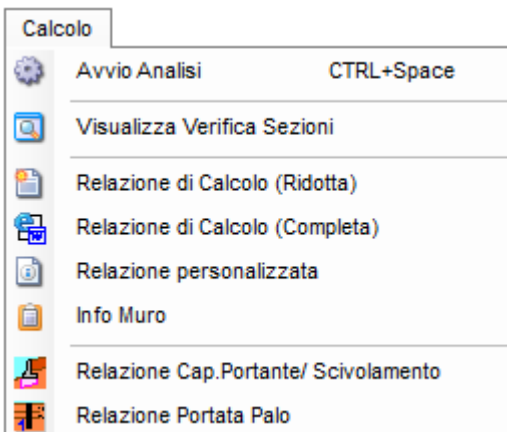 Calcolo
Avvio Analisi CTRL+Space
Visualizza Verifica Sezioni
Relazione di Calcolo (Ridotta)
Relazione di Calcolo (Completa)
Relazione personalizzata
Info Muro
Relazione Cap.Portante/ Scivolamento
Relazione Portata Palo